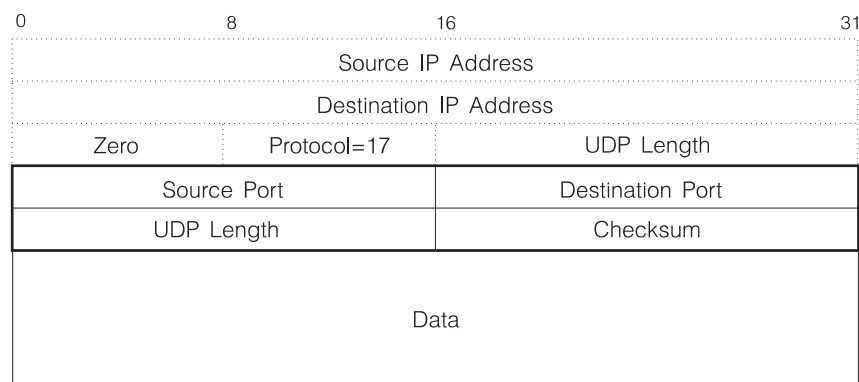 0 8 16 31
Source IP Address
Destination IP Address
Zero Protocol=17 UDP Length
Source Port Destination Port
UDP Length Checksum
Data